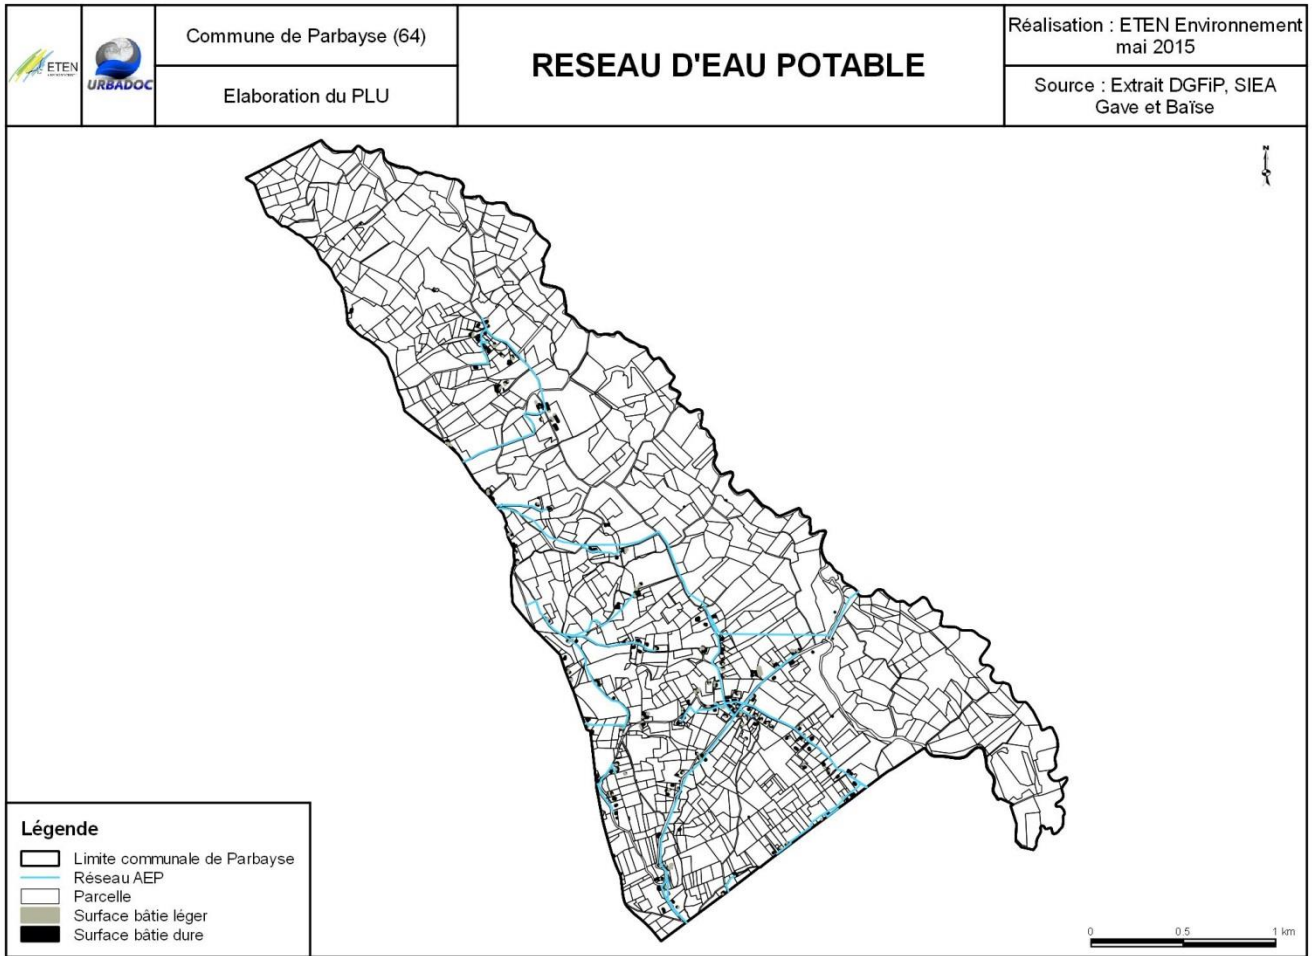 ETEN
URBADOC
Commune de Parbayse (64)
Elaboration du PLU
RESEAU D'EAU POTABLE
Réalisation : ETEN Environnement
mai 2015
Source : Extrait DGFiP, SIEA
Gave et Baïse
N
Légende
Limite communale de Parbayse
Réseau AEP
Parcelle
Surface bâtie léger
Surface bâtie dure
0 0.5 1 km